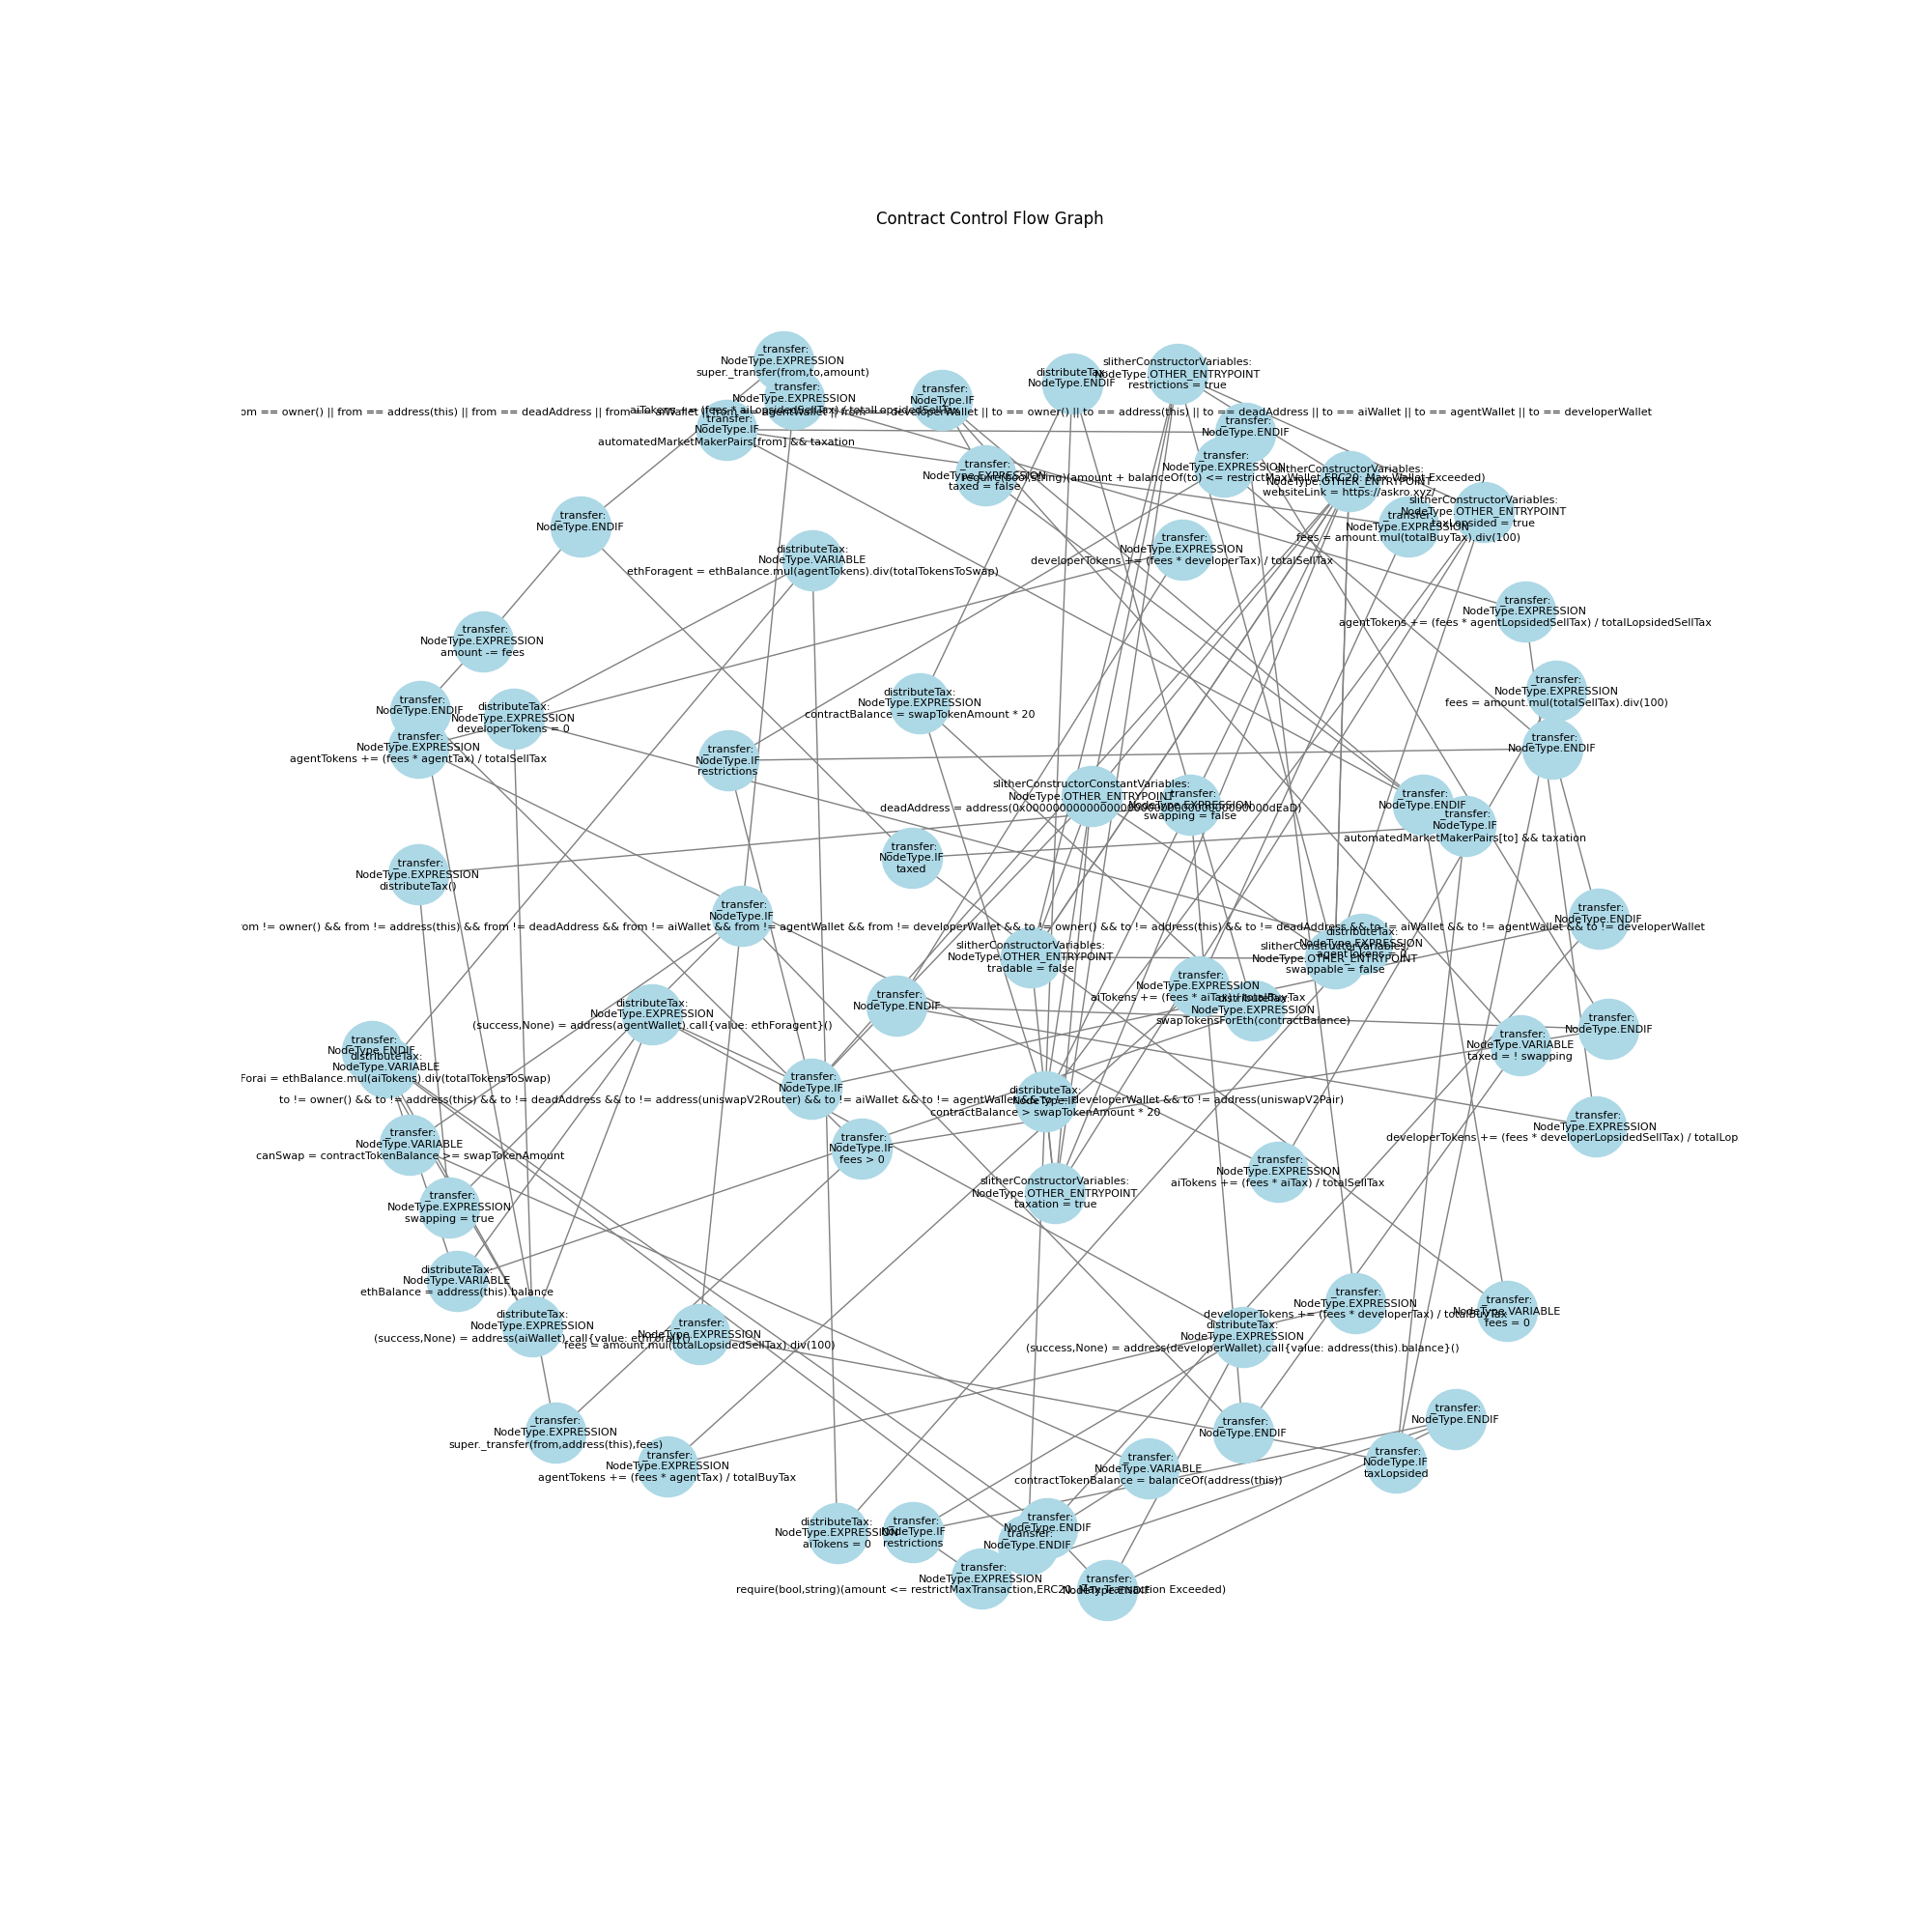 Contract Control Flow Graph
_transfer:
NodeType.EXPRESSION
super._transfer(from,to,amount)
_transfer:
NodeType.EXPRESSION
aiTokens += (fees * aiLopsidedSellTax) / totalLopsidedSellTax
_transfer:
NodeType.IF
om == owner() || from == address(this) || from == deadAddress || from == aiWallet || from == agentWallet || from == developerWallet || to == owner() || to == address(this) || to == deadAddress || to == aiWallet || to == agentWallet || to == developerWallet
distributeTax:
NodeType.ENDIF
slitherConstructorVariables:
NodeType.OTHER_ENTRYPOINT
restrictions = true
_transfer:
NodeType.IF
automatedMarketMakerPairs[from] && taxation
_transfer:
NodeType.ENDIF
_transfer:
NodeType.EXPRESSION
taxed = false
_transfer:
NodeType.EXPRESSION
require(bool,string)(amount + balanceOf(to) <= restrictMaxWallet,ERC20: Max Wallet Exceeded)
slitherConstructorVariables:
NodeType.OTHER_ENTRYPOINT
websiteLink = https://askro.xyz/
slitherConstructorVariables:
NodeType.OTHER_ENTRYPOINT
taxLopsided = true
_transfer:
NodeType.EXPRESSION
fees = amount.mul(totalBuyTax).div(100)
_transfer:
NodeType.ENDIF
distributeTax:
NodeType.VARIABLE
ethForagent = ethBalance.mul(agentTokens).div(totalTokensToSwap)
_transfer:
NodeType.EXPRESSION
developerTokens += (fees * developerTax) / totalSellTax
_transfer:
NodeType.EXPRESSION
agentTokens += (fees * agentLopsidedSellTax) / totalLopsidedSellTax
_transfer:
NodeType.EXPRESSION
amount -= fees
_transfer:
NodeType.EXPRESSION
fees = amount.mul(totalSellTax).div(100)
_transfer:
NodeType.ENDIF
distributeTax:
NodeType.EXPRESSION
developerTokens = 0
distributeTax:
NodeType.EXPRESSION
contractBalance = swapTokenAmount * 20
_transfer:
NodeType.EXPRESSION
agentTokens += (fees * agentTax) / totalSellTax
_transfer:
NodeType.IF
restrictions
_transfer:
NodeType.ENDIF
slitherConstructorConstantVariables:
NodeType.OTHER_ENTRYPOINT
_transfer:
NodeType.EXPRESSION
swapping = false
_transfer:
NodeType.ENDIF
_transfer:
NodeType.IF
automatedMarketMakerPairs[to] && taxation
_transfer:
NodeType.IF
taxed
_transfer:
NodeType.EXPRESSION
distributeTax()
_transfer:
NodeType.IF
om != owner() && from != address(this) && from != deadAddress && from != aiWallet && from != agentWallet && from != developerWallet && to != owner() && to != address(this) && to != deadAddress && to != aiWallet && to != agentWallet && to != developerWallet
_transfer:
NodeType.ENDIF
slitherConstructorVariables:
NodeType.OTHER_ENTRYPOINT
tradable = false
distributeTax:
NodeType.EXPRESSION
agentTokens = 0
slitherConstructorVariables:
NodeType.OTHER_ENTRYPOINT
swappable = false
_transfer:
NodeType.EXPRESSION
aiTokens += (fees * aiTax) / totalBuyTax
distributeTax:
NodeType.EXPRESSION
swapTokensForEth(contractBalance)
_transfer:
NodeType.ENDIF
distributeTax:
NodeType.EXPRESSION
(success,None) = address(agentWallet).call{value: ethForagent}()
_transfer:
NodeType.ENDIF
_transfer:
NodeType.VARIABLE
taxed = ! swapping
_transfer:
NodeType.ENDIF
distributeTax:
NodeType.VARIABLE
Forai = ethBalance.mul(aiTokens).div(totalTokensToSwap)
_transfer:
NodeType.IF
to != owner() && to != address(this) && to != deadAddress && to != address(uniswapV2Router) && to != aiWallet && to != agentWallet && to != developerWallet && to != address(uniswapV2Pair)
distributeTax:
NodeType.IF
contractBalance > swapTokenAmount * 20
_transfer:
NodeType.EXPRESSION
developerTokens += (fees * developerLopsidedSellTax) / totalLop
_transfer:
NodeType.VARIABLE
canSwap = contractTokenBalance >= swapTokenAmount
_transfer:
NodeType.IF
fees > 0
_transfer:
NodeType.EXPRESSION
aiTokens += (fees * aiTax) / totalSellTax
slitherConstructorVariables:
NodeType.OTHER_ENTRYPOINT
taxation = true
_transfer:
NodeType.EXPRESSION
swapping = true
distributeTax:
NodeType.VARIABLE
ethBalance = address(this).balance
distributeTax:
NodeType.EXPRESSION
(success,None) = address(aiWallet).call{value: ethForai}()
_transfer:
NodeType.EXPRESSION
fees = amount.mul(totalLopsidedSellTax).div(100)
_transfer:
NodeType.EXPRESSION
developerTokens += (fees * developerTax) / totalBuyTax
_transfer:
NodeType.VARIABLE
fees = 0
distributeTax:
NodeType.EXPRESSION
(success,None) = address(developerWallet).call{value: address(this).balance}()
_transfer:
NodeType.EXPRESSION
super._transfer(from,address(this),fees)
_transfer:
NodeType.ENDIF
_transfer:
NodeType.ENDIF
_transfer:
NodeType.EXPRESSION
agentTokens += (fees * agentTax) / totalBuyTax
_transfer:
NodeType.VARIABLE
contractTokenBalance = balanceOf(address(this))
_transfer:
NodeType.IF
taxLopsided
distributeTax:
NodeType.EXPRESSION
aiTokens = 0
_transfer:
NodeType.IF
restrictions
_transfer:
NodeType.ENDIF
_transfer:
NodeType.ENDIF
_transfer:
NodeType.EXPRESSION
require(bool,string)(amount <= restrictMaxTransaction,ERC20: Max Transaction Exceeded)
_transfer:
NodeType.ENDIF